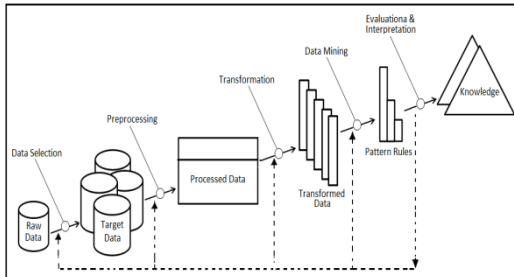 Evaluationa &
Interpretation
Data Mining
Transformation
Knowledge
Preprocessing
Pattern Rules
Data Selection
Processed Data
Transformed
Data
Raw
Data
Target
Data